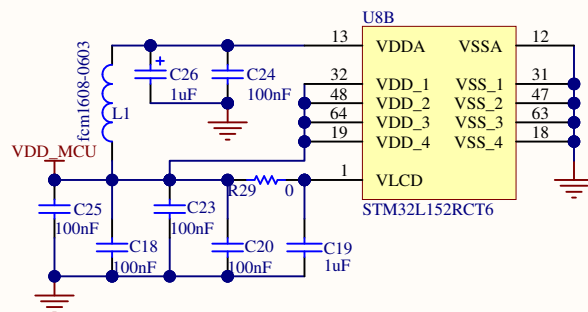 U8B
13 VDDA VSSA 12
32 VDD_1 VSS_1 31
48 VDD_2 VSS_2 47
64 VDD_3 VSS_3 63
19 VDD_4 VSS_4 18
1 VLCD
STM32L152RCT6
+
C26
1uF
C24
100nF
fcm1608-0603
L1
VDD_MCU
R29 0
C25
100nF
C18
100nF
C23
100nF
C20
100nF
C19
1uF